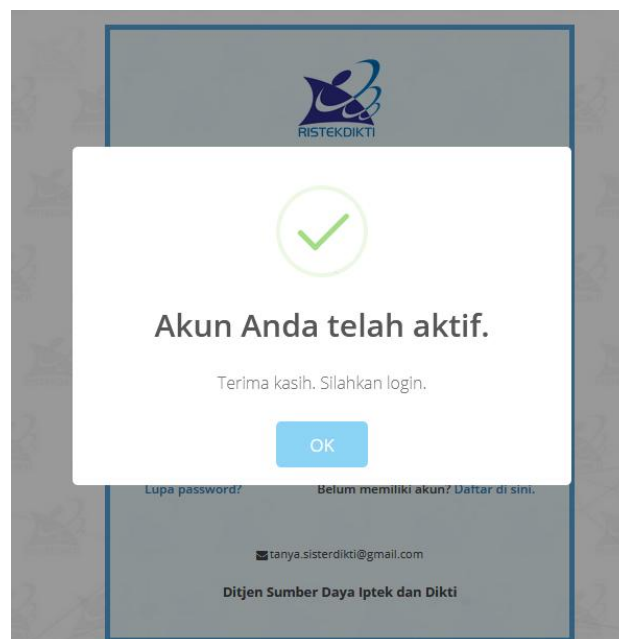 RISTEKDIKTI
Akun Anda telah aktif.
Terima kasih. Silahkan login.
OK
Lupa password? Belum memiliki akun? Daftar di sini.
tanya.sisterdikti@gmail.com
Ditjen Sumber Daya Iptek dan Dikti